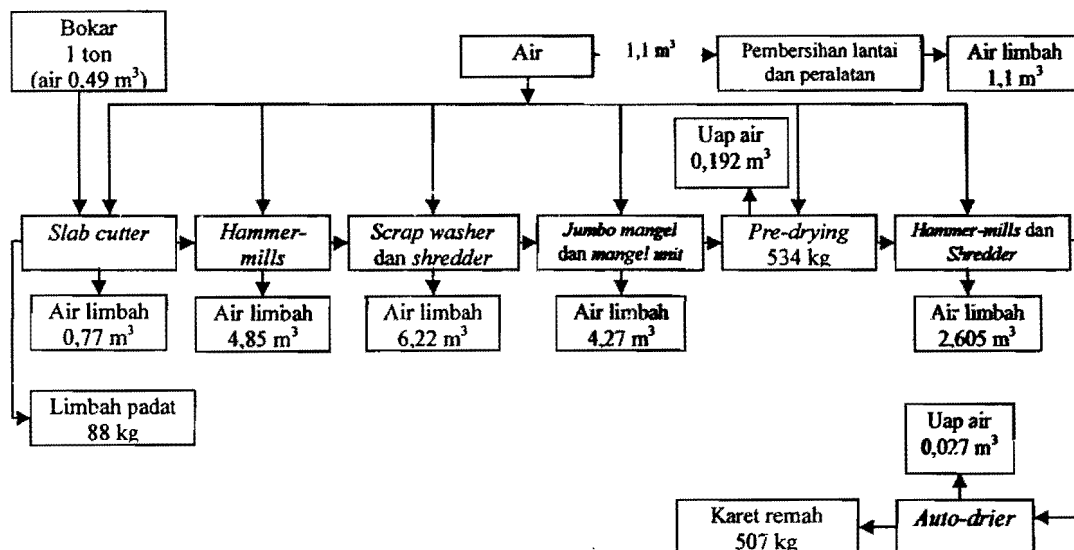 Bokar
1 ton
(air 0,49 m³)
Air
1,1 m³
Pembersihan lantai
dan peralatan
Air limbah
1,1 m³
Uap air
0,192 m³
Slab cutter
Hammer-
mills
Scrap washer
dan shredder
Jumbo mangel
dan mangel unit
Pre-drying
534 kg
Hammer-mills dan
Shredder
Air limbah
0,77 m³
Air limbah
4,85 m³
Air limbah
6,22 m³
Air limbah
4,27 m³
Air limbah
2,605 m³
Limbah padat
88 kg
Uap air
0,027 m³
Karet remah
507 kg
Auto-drier